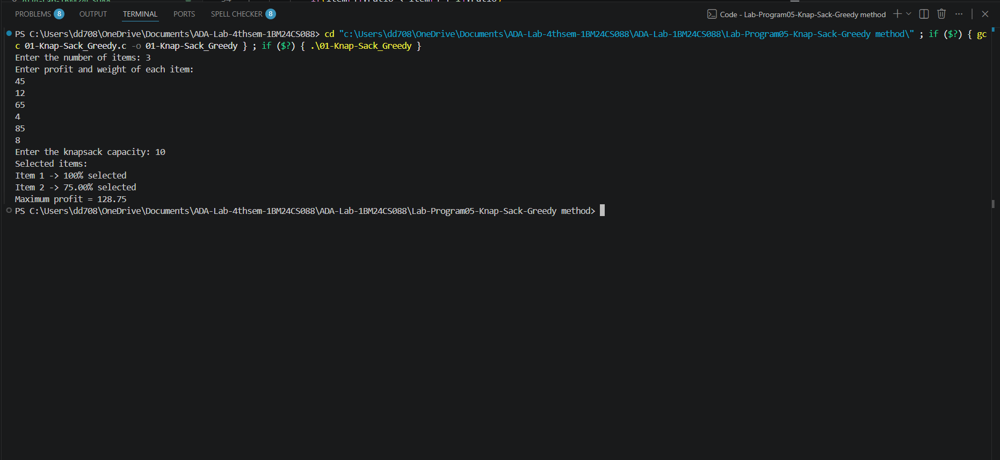 PROBLEMS 8 OUTPUT TERMINAL PORTS SPELL CHECKER 8 Code - Lab-Program05-Knap-Sack-Greedy method
PS C:\Users\dd708\OneDrive\Documents\ADA-Lab-4thsem-1BM24CS088> cd "c:\Users\dd708\OneDrive\Documents\ADA-Lab-4thsem-1BM24CS088\ADA-Lab-1BM24CS088\Lab-Program05-Knap-Sack-Greedy method\" ; if ($?) { gc
c 01-Knap-Sack_Greedy.c -o 01-Knap-Sack_Greedy } ; if ($?) { .\01-Knap-Sack_Greedy }
Enter the number of items: 3
Enter profit and weight of each item:
45
12
65
4
85
8
Enter the knapsack capacity: 10
Selected items:
Item 1 -> 100% selected
Item 2 -> 75.00% selected
Maximum profit = 128.75
PS C:\Users\dd708\OneDrive\Documents\ADA-Lab-4thsem-1BM24CS088\ADA-Lab-1BM24CS088\Lab-Program05-Knap-Sack-Greedy method>